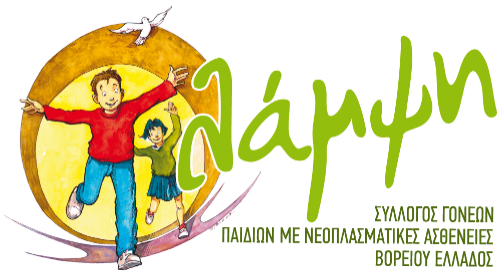 λάμψη
ΣΥΛΛΟΓΟΣ ΓΟΝΕΩΝ
ΠΑΙΔΙΩΝ ΜΕ ΝΕΟΠΛΑΣΜΑΤΙΚΕΣ ΑΣΘΕΝΕΙΕΣ
ΒΟΡΕΙΟΥ ΕΛΛΑΔΟΣ